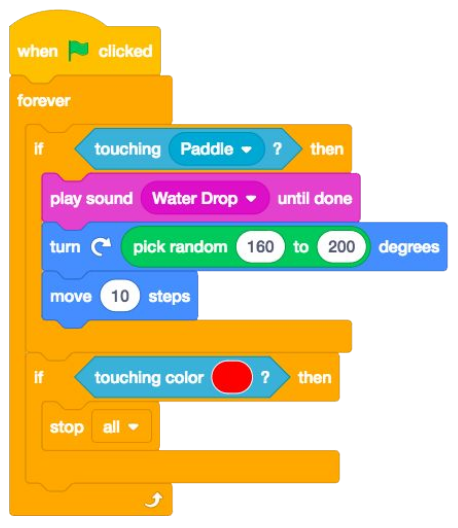 when clicked
forever
if touching Paddle ? then
play sound Water Drop until done
turn pick random 160 to 200 degrees
move 10 steps
if touching color ? then
stop all